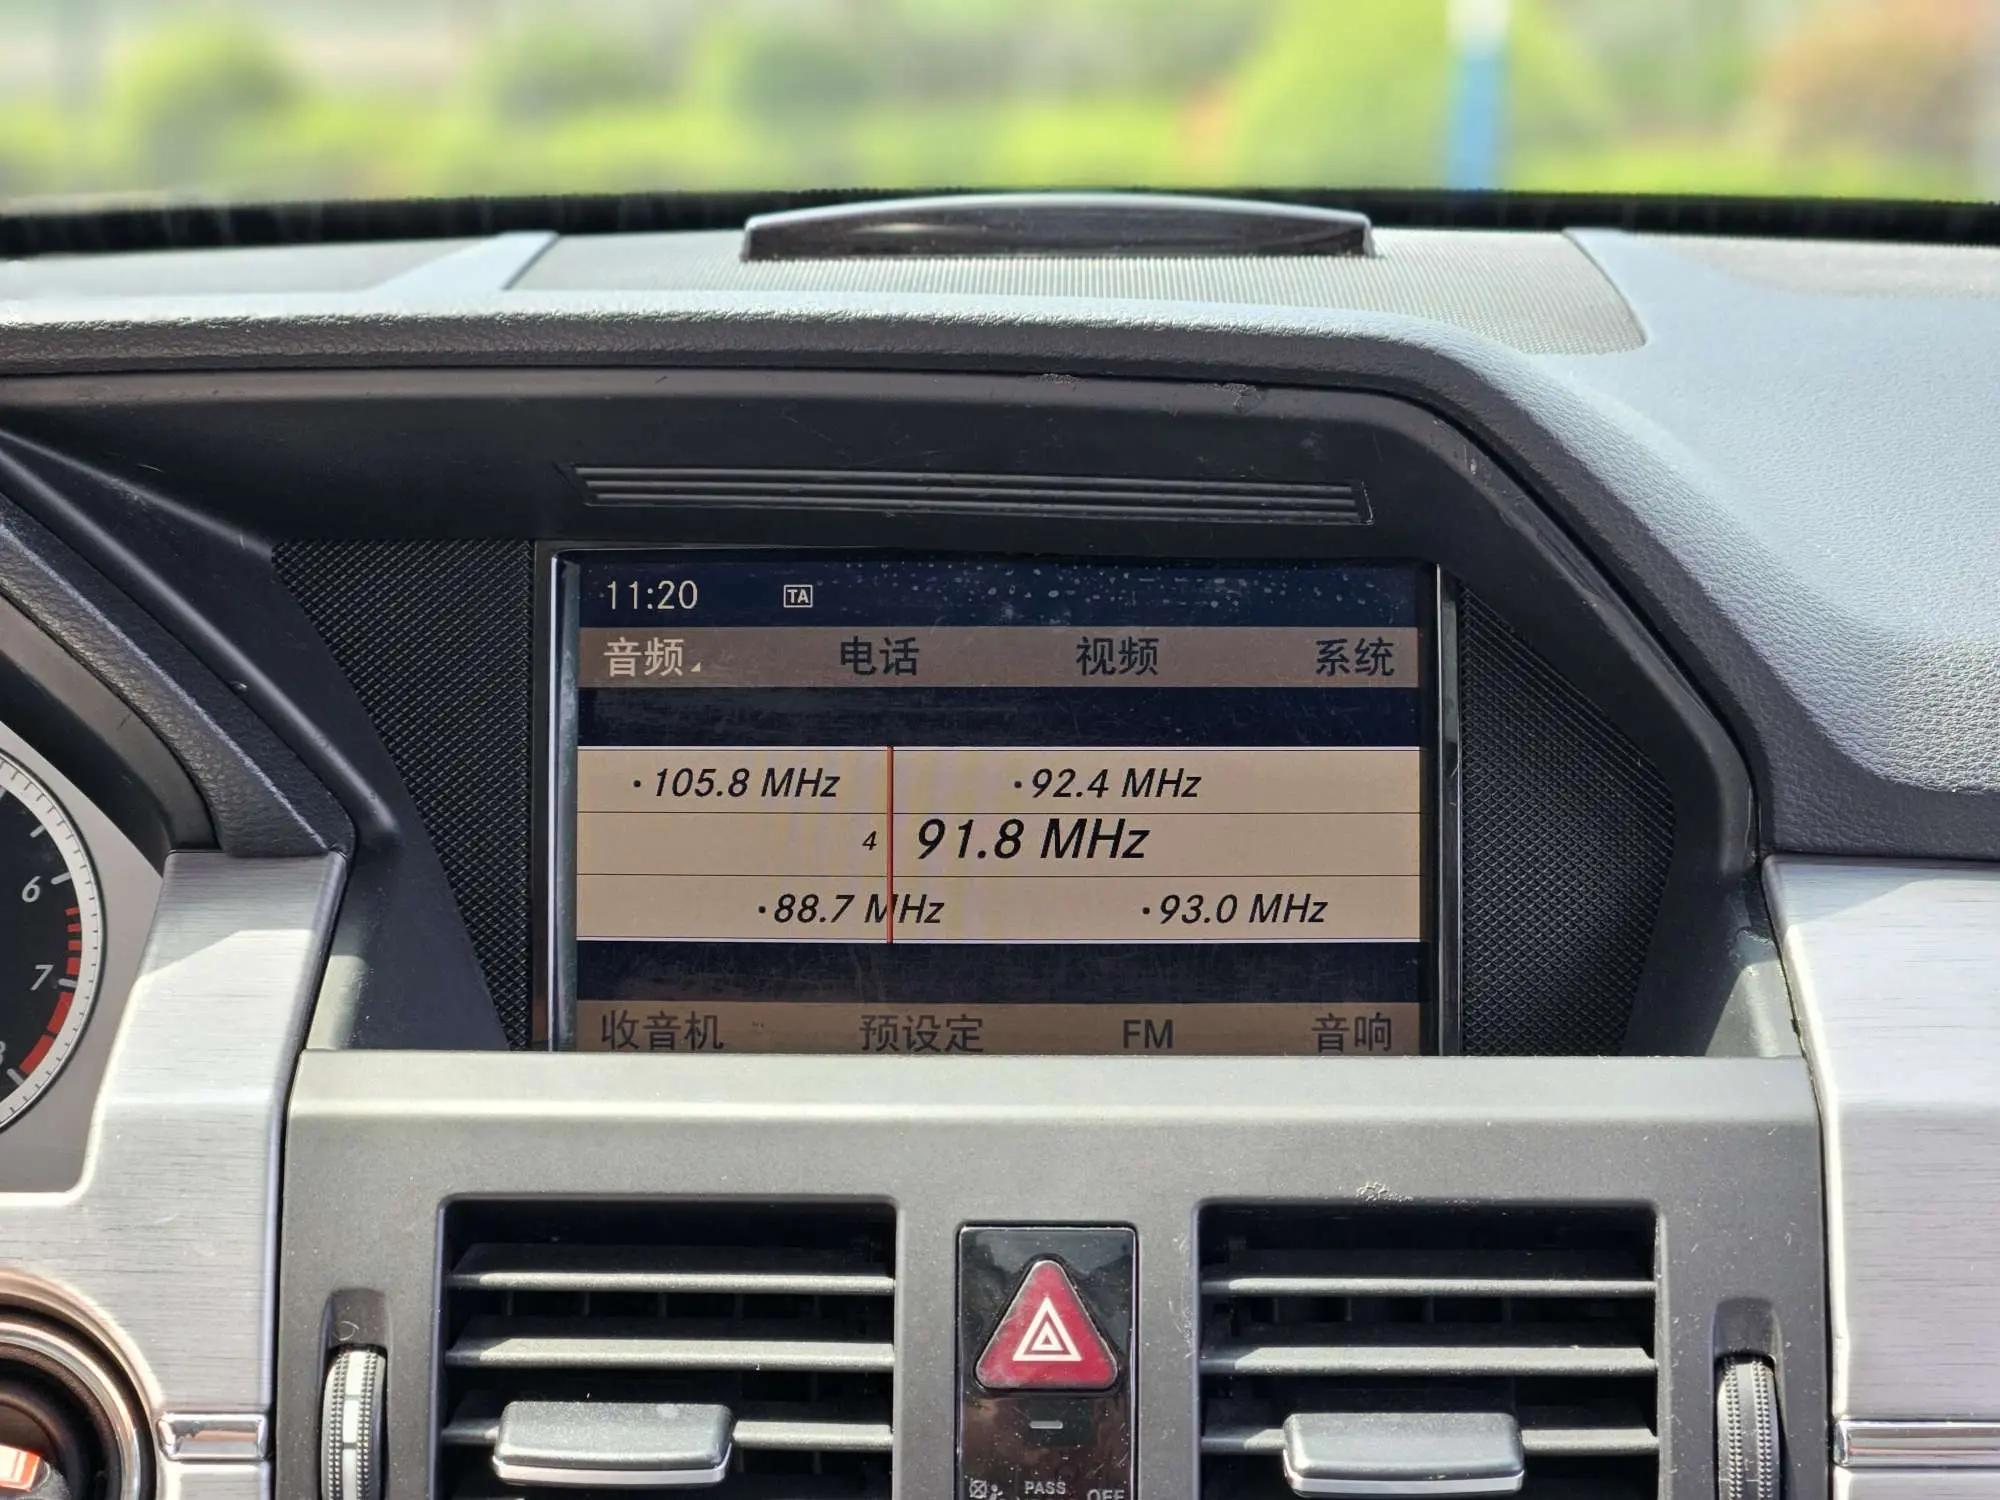 11:20 TA
音频 电话 视频 系统
·105.8 MHz ·92.4 MHz
4 91.8 MHz
·88.7 MHz ·93.0 MHz
收音机 预设定 FM 音响
6
7
8
PASS OFF